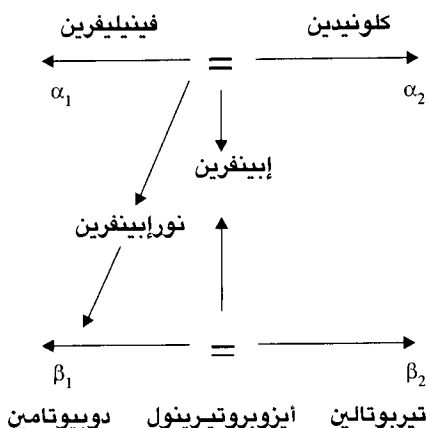 كلونيدين فينيليفرين
=
α₁ α₂
إبينفرين
نورإبينفرين
=
β₁ β₂
تيربوتالين أيزوبروتيرينول دوبيوتامين